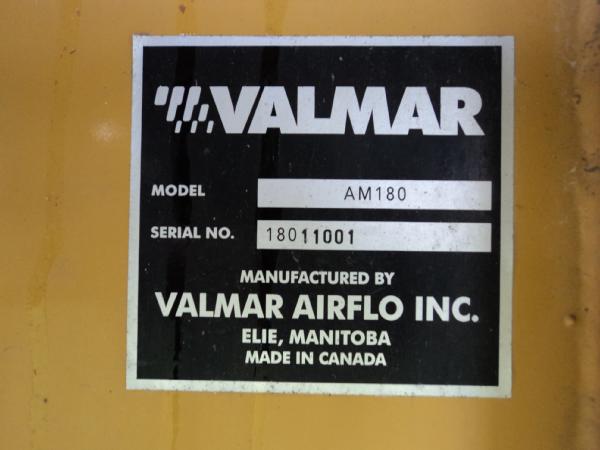 VALMAR
MODEL AM180
SERIAL NO. 18011001
MANUFACTURED BY
VALMAR AIRFLO INC.
ELIE, MANITOBA
MADE IN CANADA